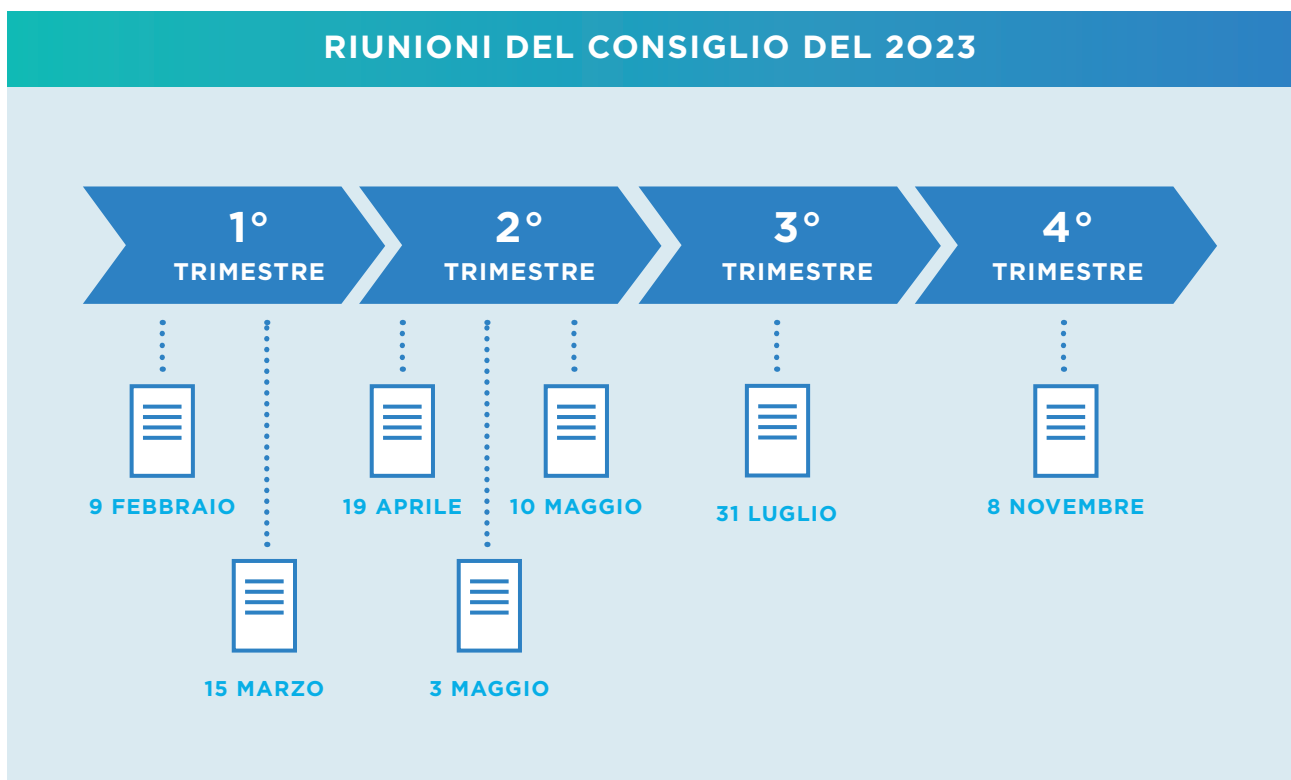 RIUNIONI DEL CONSIGLIO DEL 2023
1°
TRIMESTRE
2°
TRIMESTRE
3°
TRIMESTRE
4°
TRIMESTRE
9 FEBBRAIO
15 MARZO
19 APRILE
3 MAGGIO
10 MAGGIO
31 LUGLIO
8 NOVEMBRE